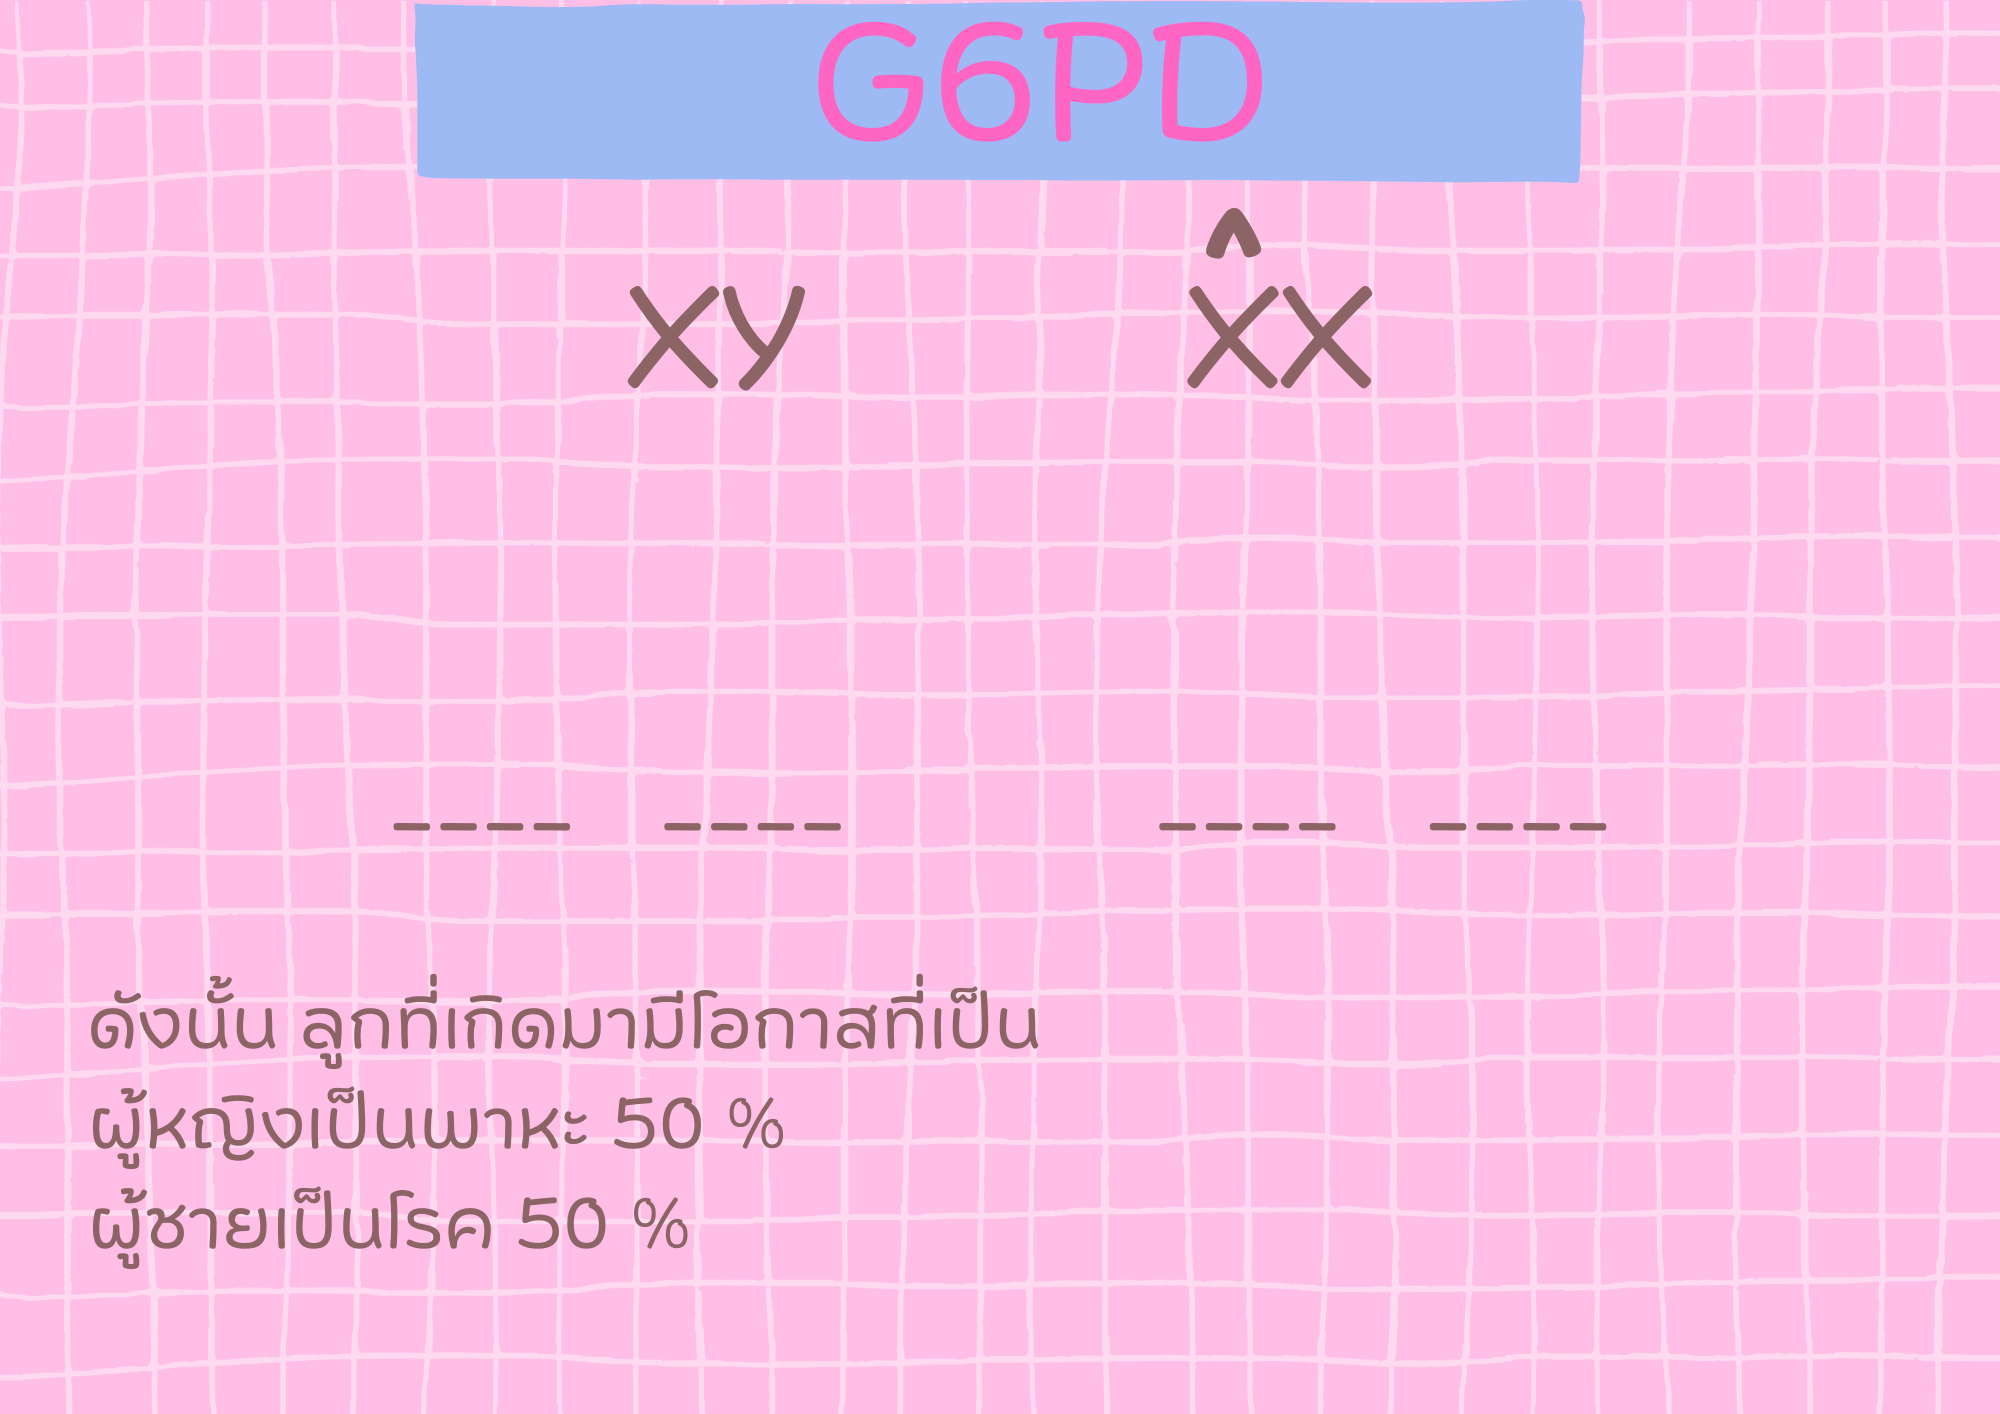 G6PD
^
xy xx
---- ---- ---- ----
ดังนั้น ลูกที่เกิดมามีโอกาสที่เป็น
ผู้หญิงเป็นพาหะ 50 %
ผู้ชายเป็นโรค 50 %